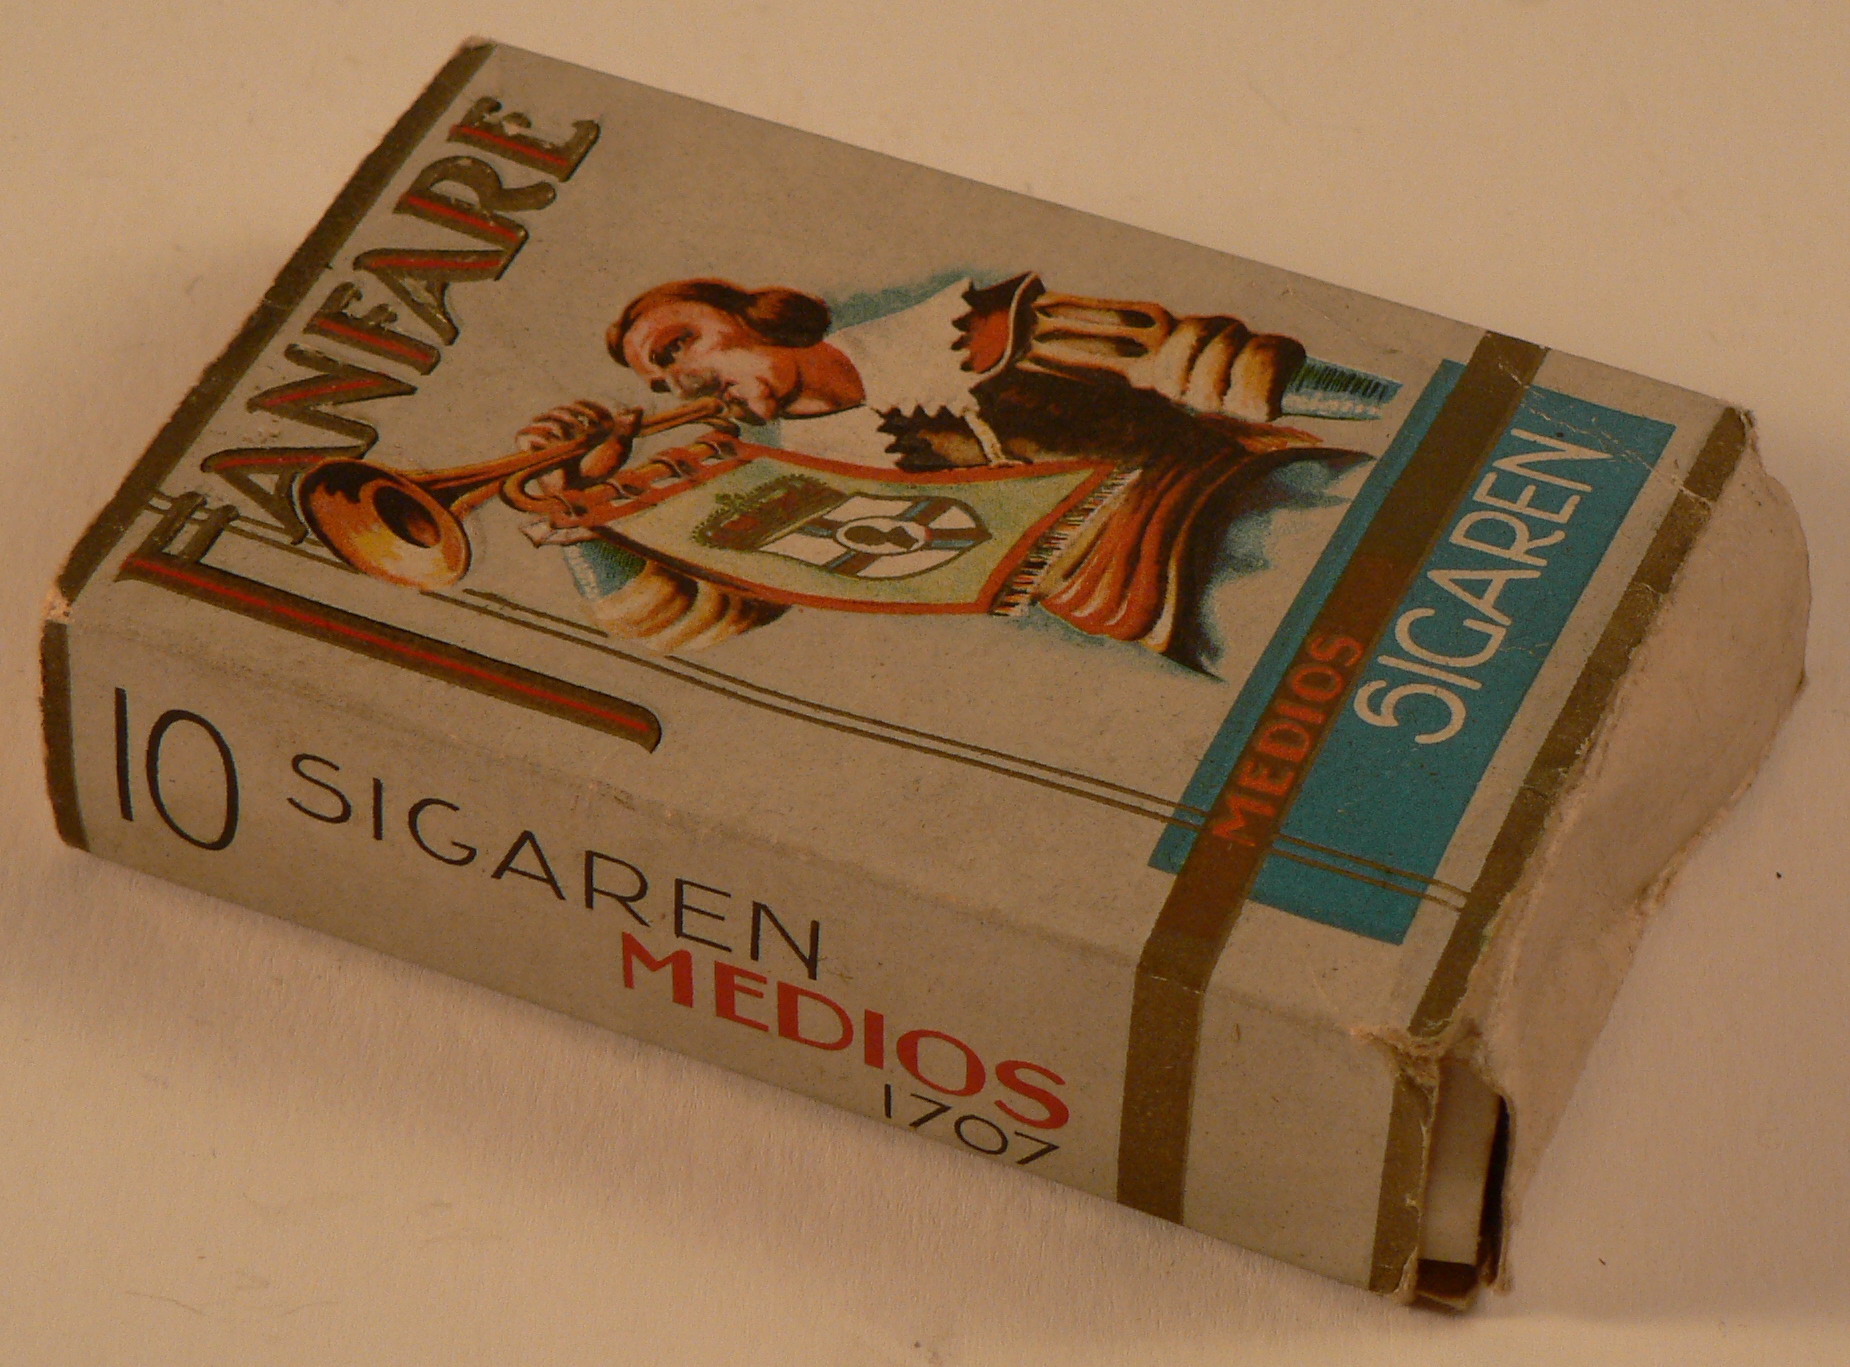 FANFARE
MEDIOS
SIGAREN
10 SIGAREN
MEDIOS
1707